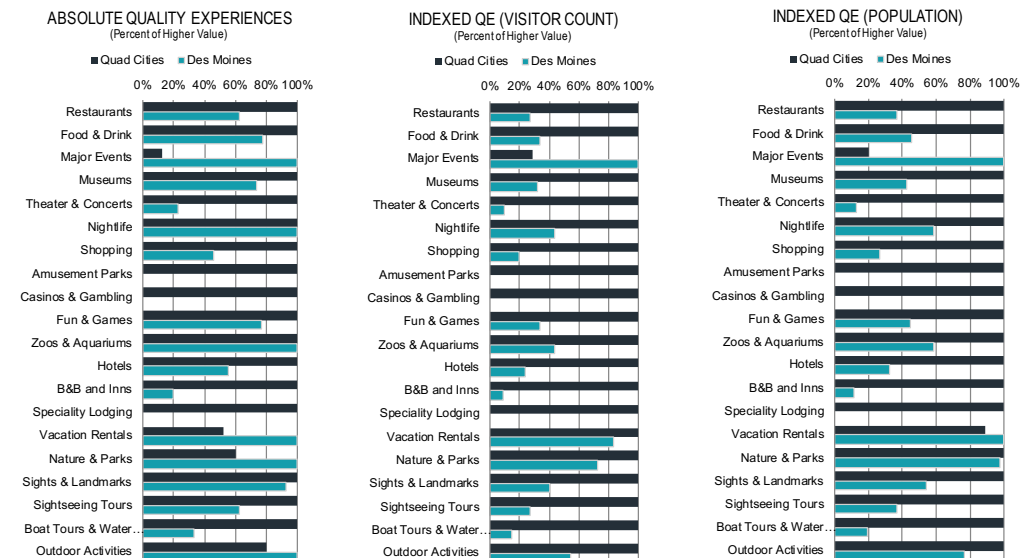 ABSOLUTE QUALITY EXPERIENCES
(Percent of Higher Value)
Quad Cities Des Moines
0% 20% 40% 60% 80% 100%
Restaurants
Food & Drink
Major Events
Museums
Theater & Concerts
Nightlife
Shopping
Amusement Parks
Casinos & Gambling
Fun & Games
Zoos & Aquariums
Hotels
B&B and Inns
Speciality Lodging
Vacation Rentals
Nature & Parks
Sights & Landmarks
Sightseeing Tours
Boat Tours & Water…
Outdoor Activities
INDEXED QE (VISITOR COUNT)
(Percent of Higher Value)
Quad Cities Des Moines
0% 20% 40% 60% 80% 100%
Restaurants
Food & Drink
Major Events
Museums
Theater & Concerts
Nightlife
Shopping
Amusement Parks
Casinos & Gambling
Fun & Games
Zoos & Aquariums
Hotels
B&B and Inns
Speciality Lodging
Vacation Rentals
Nature & Parks
Sights & Landmarks
Sightseeing Tours
Boat Tours & Water…
Outdoor Activities
INDEXED QE (POPULATION)
(Percent of Higher Value)
Quad Cities Des Moines
0% 20% 40% 60% 80% 100%
Restaurants
Food & Drink
Major Events
Museums
Theater & Concerts
Nightlife
Shopping
Amusement Parks
Casinos & Gambling
Fun & Games
Zoos & Aquariums
Hotels
B&B and Inns
Speciality Lodging
Vacation Rentals
Nature & Parks
Sights & Landmarks
Sightseeing Tours
Boat Tours & Water…
Outdoor Activities